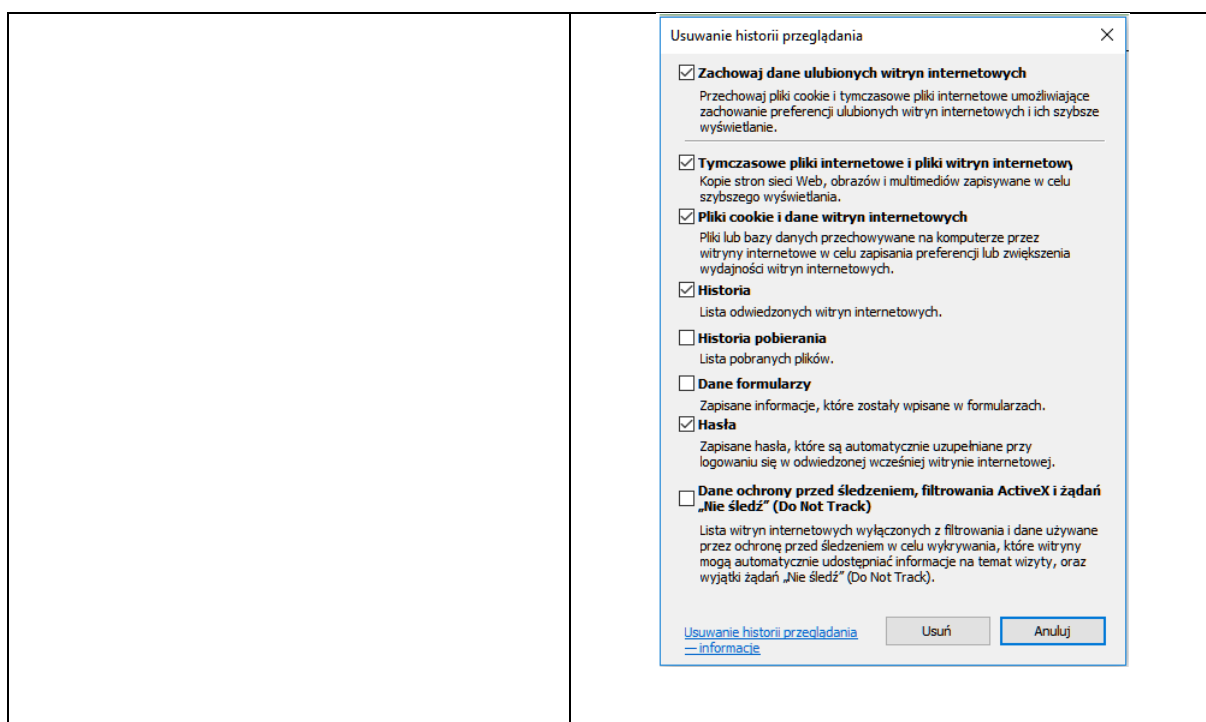 Usuwanie historii przeglądania
Zachowaj dane ulubionych witryn internetowych
Przechowaj pliki cookie i tymczasowe pliki internetowe umożliwiające
zachowanie preferencji ulubionych witryn internetowych i ich szybsze
wyświetlanie.
Tymczasowe pliki internetowe i pliki witryn internetowy
Kopie stron sieci Web, obrazów i multimediów zapisywane w celu
szybszego wyświetlania.
Pliki cookie i dane witryn internetowych
Pliki lub bazy danych przechowywane na komputerze przez
witryny internetowe w celu zapisania preferencji lub zwiększenia
wydajności witryn internetowych.
Historia
Lista odwiedzonych witryn internetowych.
Historia pobierania
Lista pobranych plików.
Dane formularzy
Zapisane informacje, które zostały wpisane w formularzach.
Hasła
Zapisane hasła, które są automatycznie uzupełniane przy
logowaniu się w odwiedzonej wcześniej witrynie internetowej.
Dane ochrony przed śledzeniem, filtrowania ActiveX i żądań
„Nie śledź” (Do Not Track)
Lista witryn internetowych wyłączonych z filtrowania i dane używane
przez ochronę przed śledzeniem w celu wykrywania, które witryny
mogą automatycznie udostępniać informacje na temat wizyty, oraz
wyjątki żądań „Nie śledź” (Do Not Track).
Usuwanie historii przeglądania
— informacje
Usuń
Anuluj